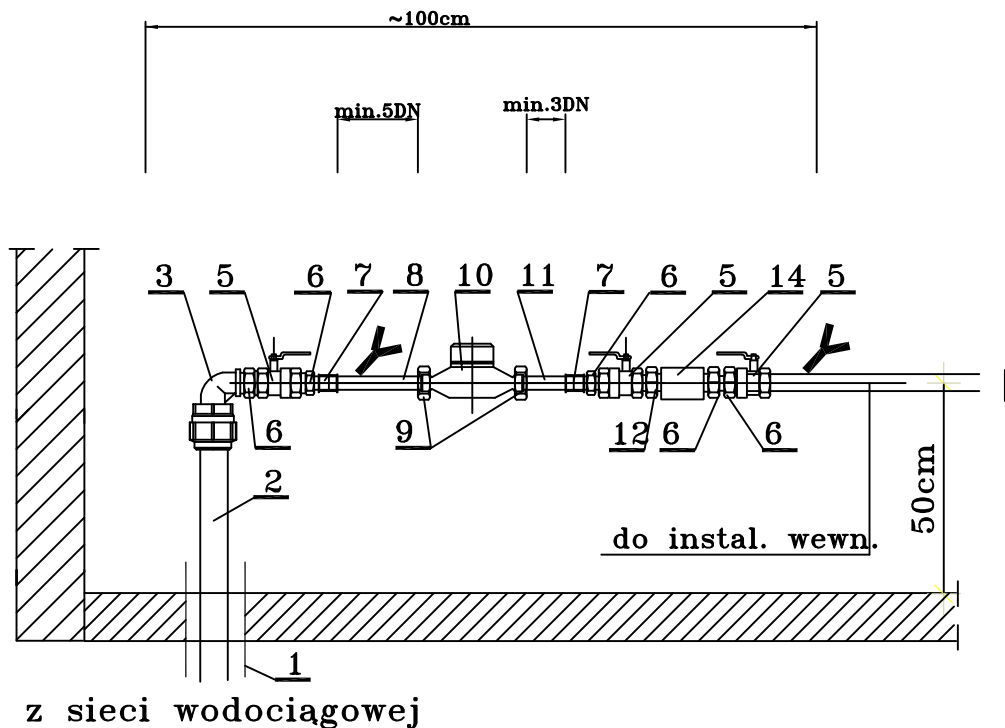 ~100cm
min.5DN
min.3DN
3 5 6 7 8 10 11 7 6 5 14 5
6 9 12 6 6
2
50cm
do instal. wewn.
1
z sieci wodociągowej